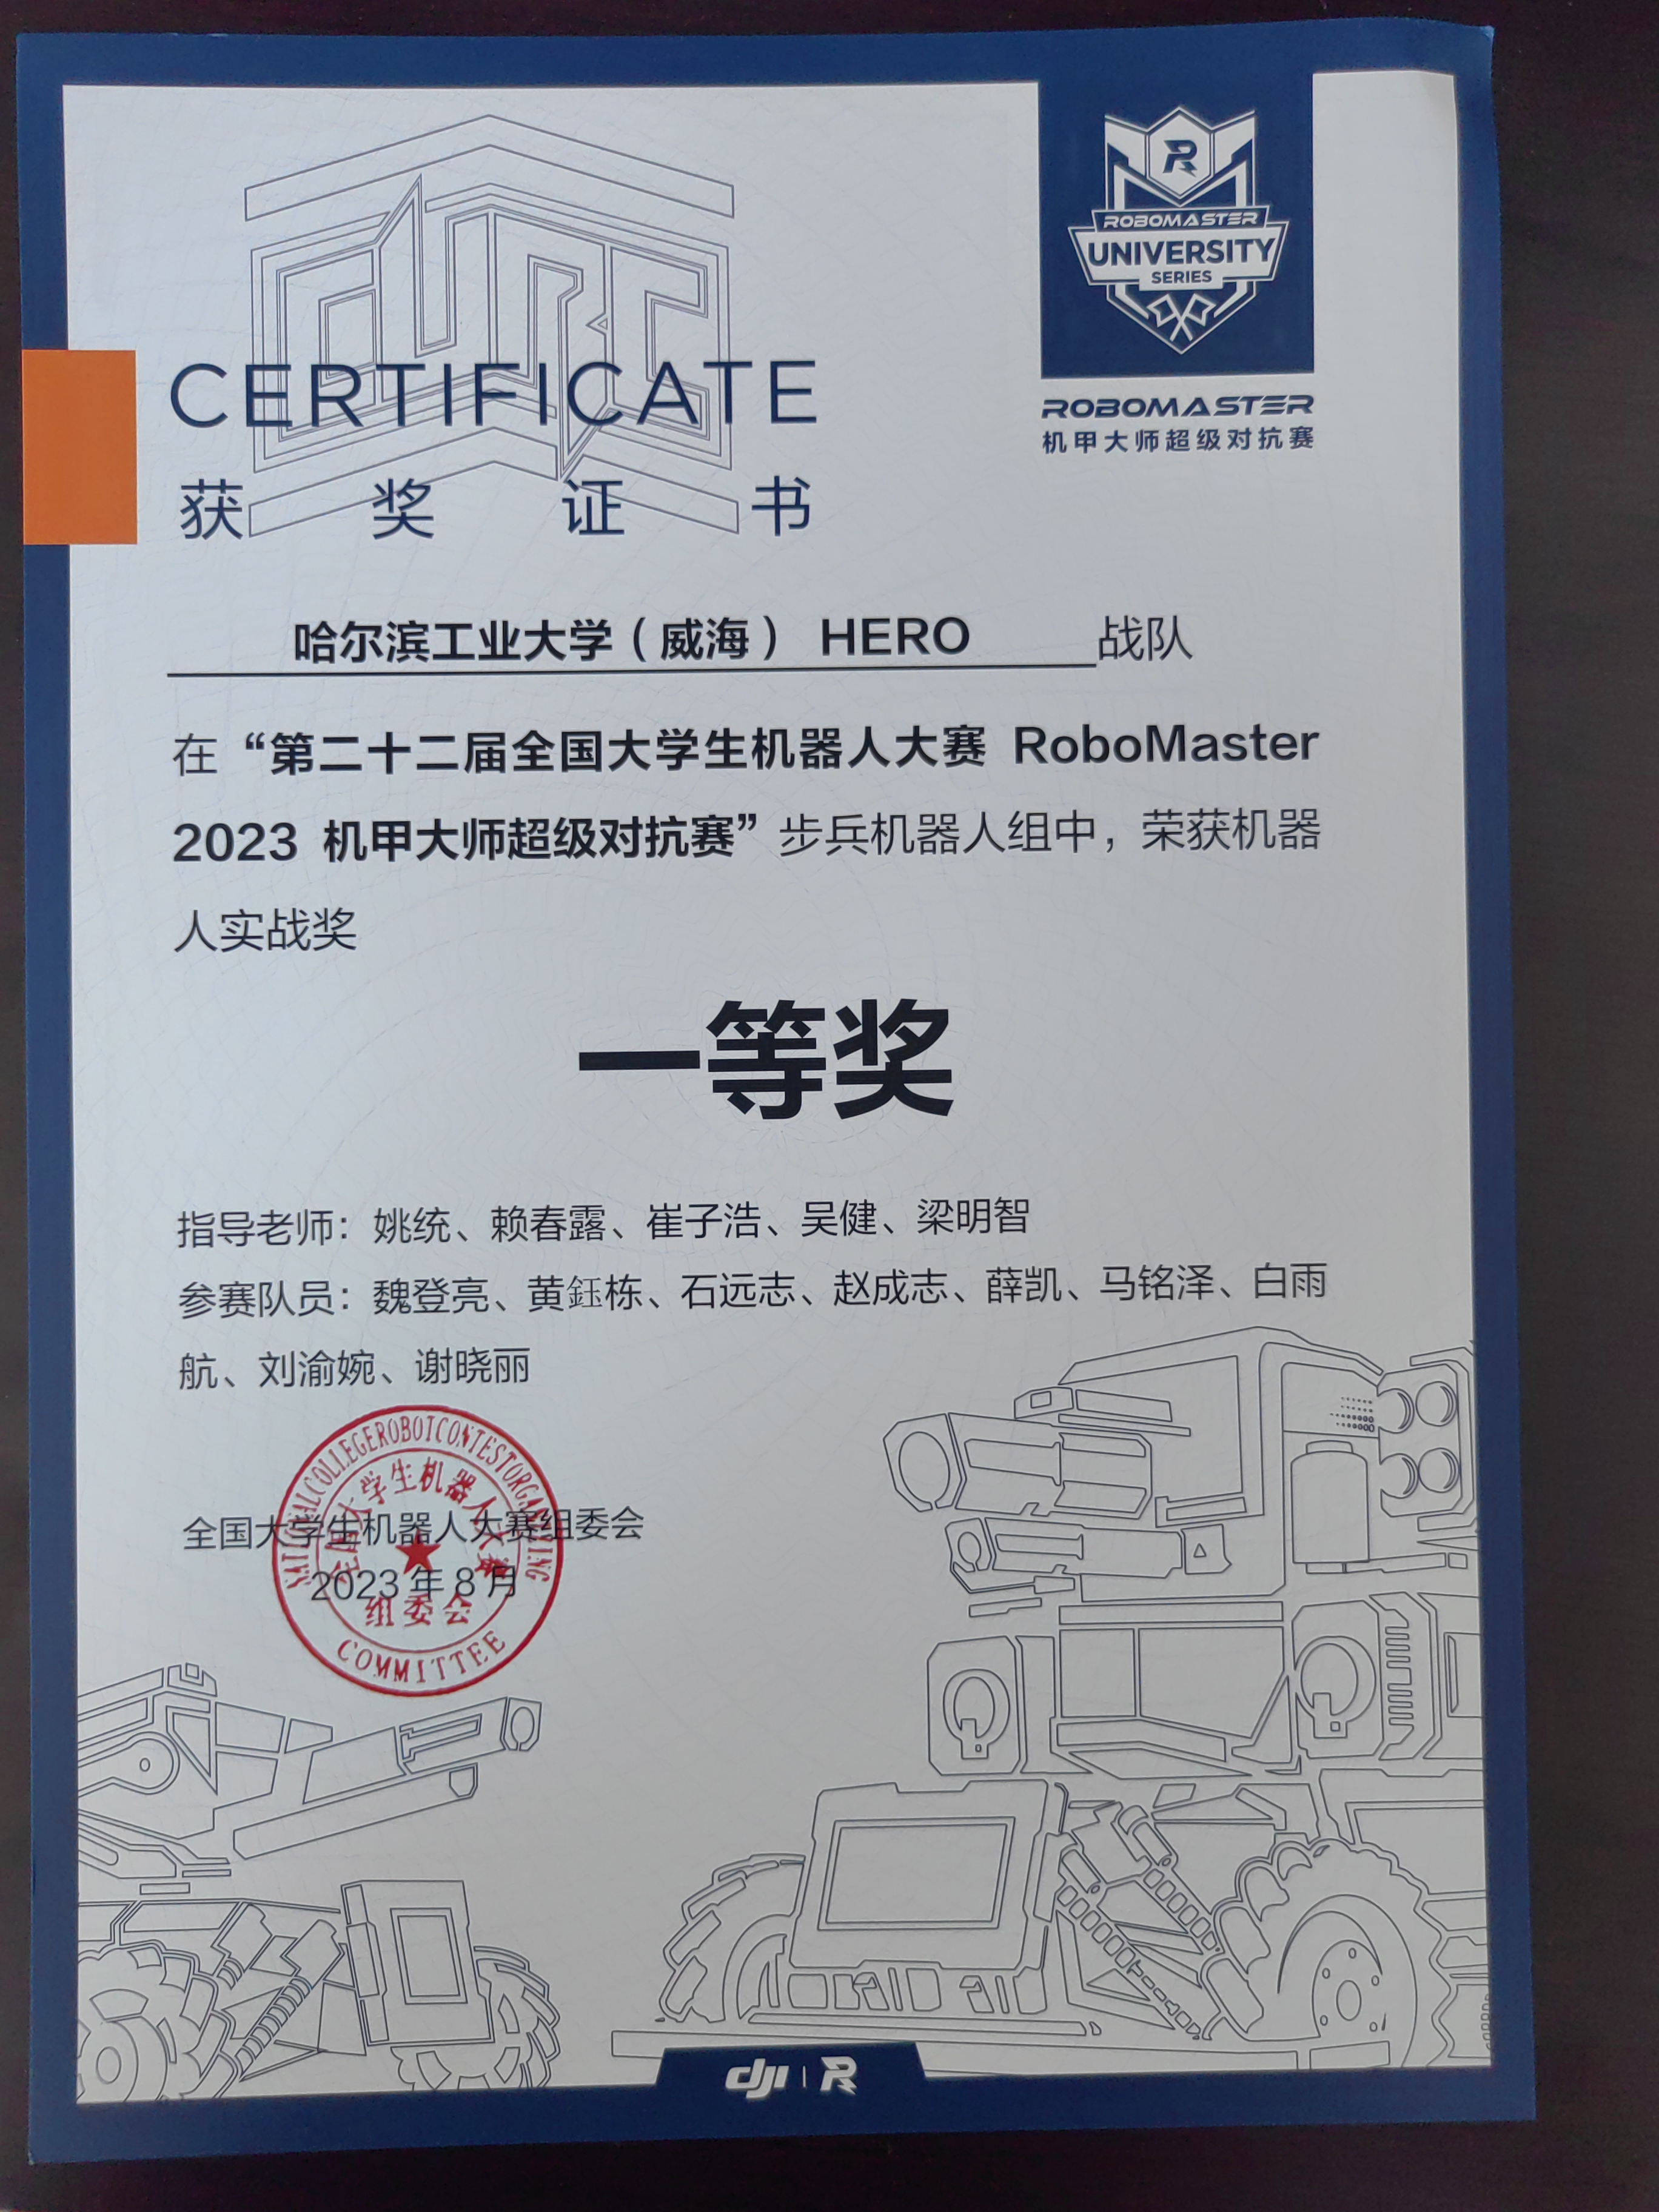 CURC
R
ROBOMASTER
UNIVERSITY
SERIES
ROBOMASTER
机甲大师超级对抗赛
CERTIFICATE
获奖证书
哈尔滨工业大学(威海) HERO 战队
在“第二十二届全国大学生机器人大赛 RoboMaster
2023 机甲大师超级对抗赛”步兵机器人组中，荣获机器
人实战奖
一等奖
指导老师：姚统、赖春露、崔子浩、吴健、梁明智
参赛队员：魏登亮、黄鈺栋、石远志、赵成志、薛凯、马铭泽、白雨
航、刘渝婉、谢晓丽
全国大学生机器人大赛组委会
2023 年 8 月
NATIONALCOLLEGEROBOTCONTESTORGANIZING
COMMITTEE
全国大学生机器人大赛
组委会
dji R